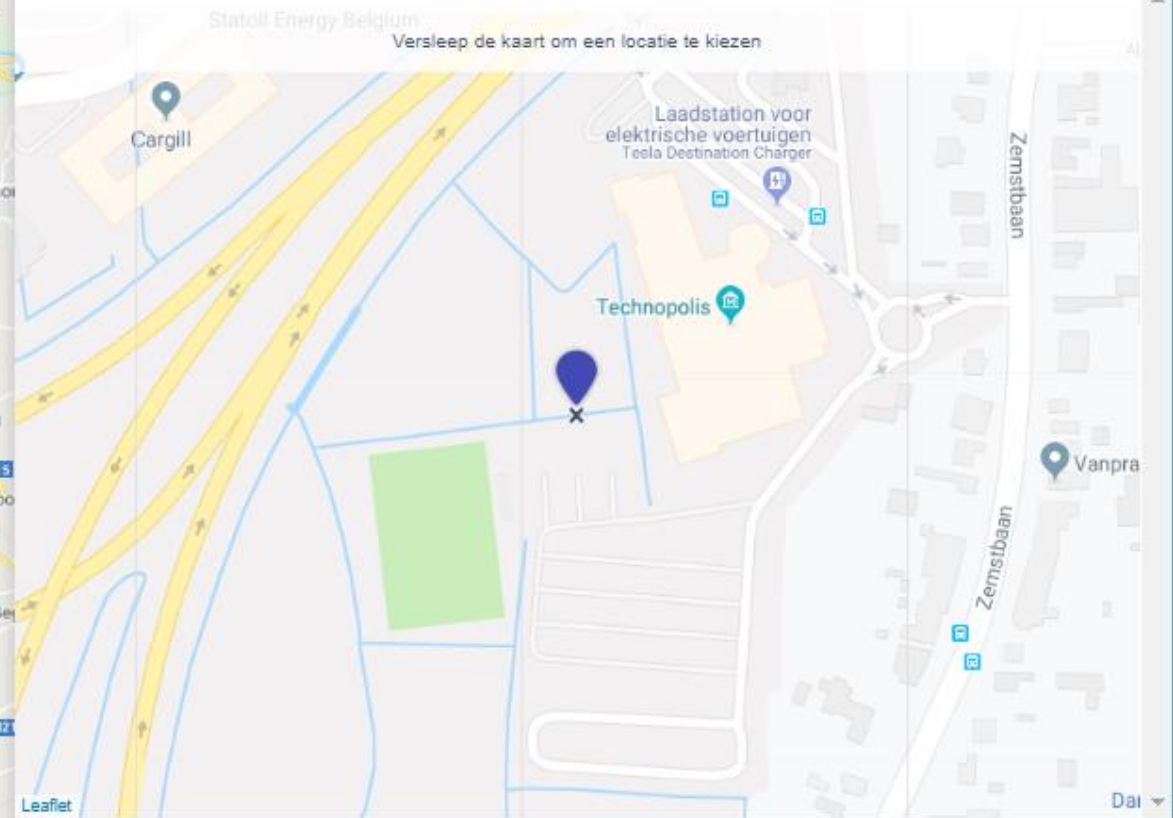 Statoil Energy Belgium
Versleep de kaart om een locatie te kiezen
Cargill
Laadstation voor
elektrische voertuigen
Tesla Destination Charger
Zemstbaan
Technopolis
Vanpra
Zemstbaan
5
Leaflet